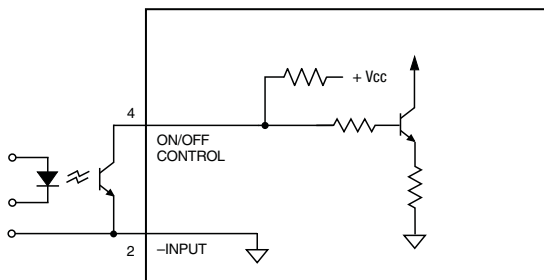 + Vcc
4
ON/OFF
CONTROL
2
–INPUT